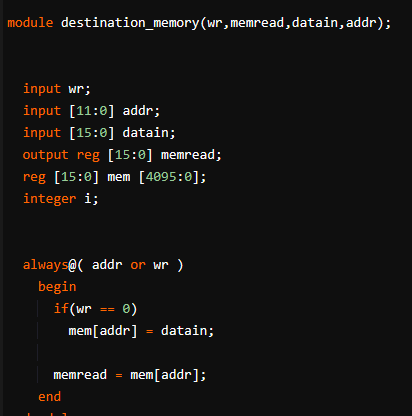 module destination_memory(wr,memread,datain,addr);
input wr;
input [11:0] addr;
input [15:0] datain;
output reg [15:0] memread;
reg [15:0] mem [4095:0];
integer i;
always@( addr or wr )
begin
if(wr == 0)
mem[addr] = datain;
memread = mem[addr];
end